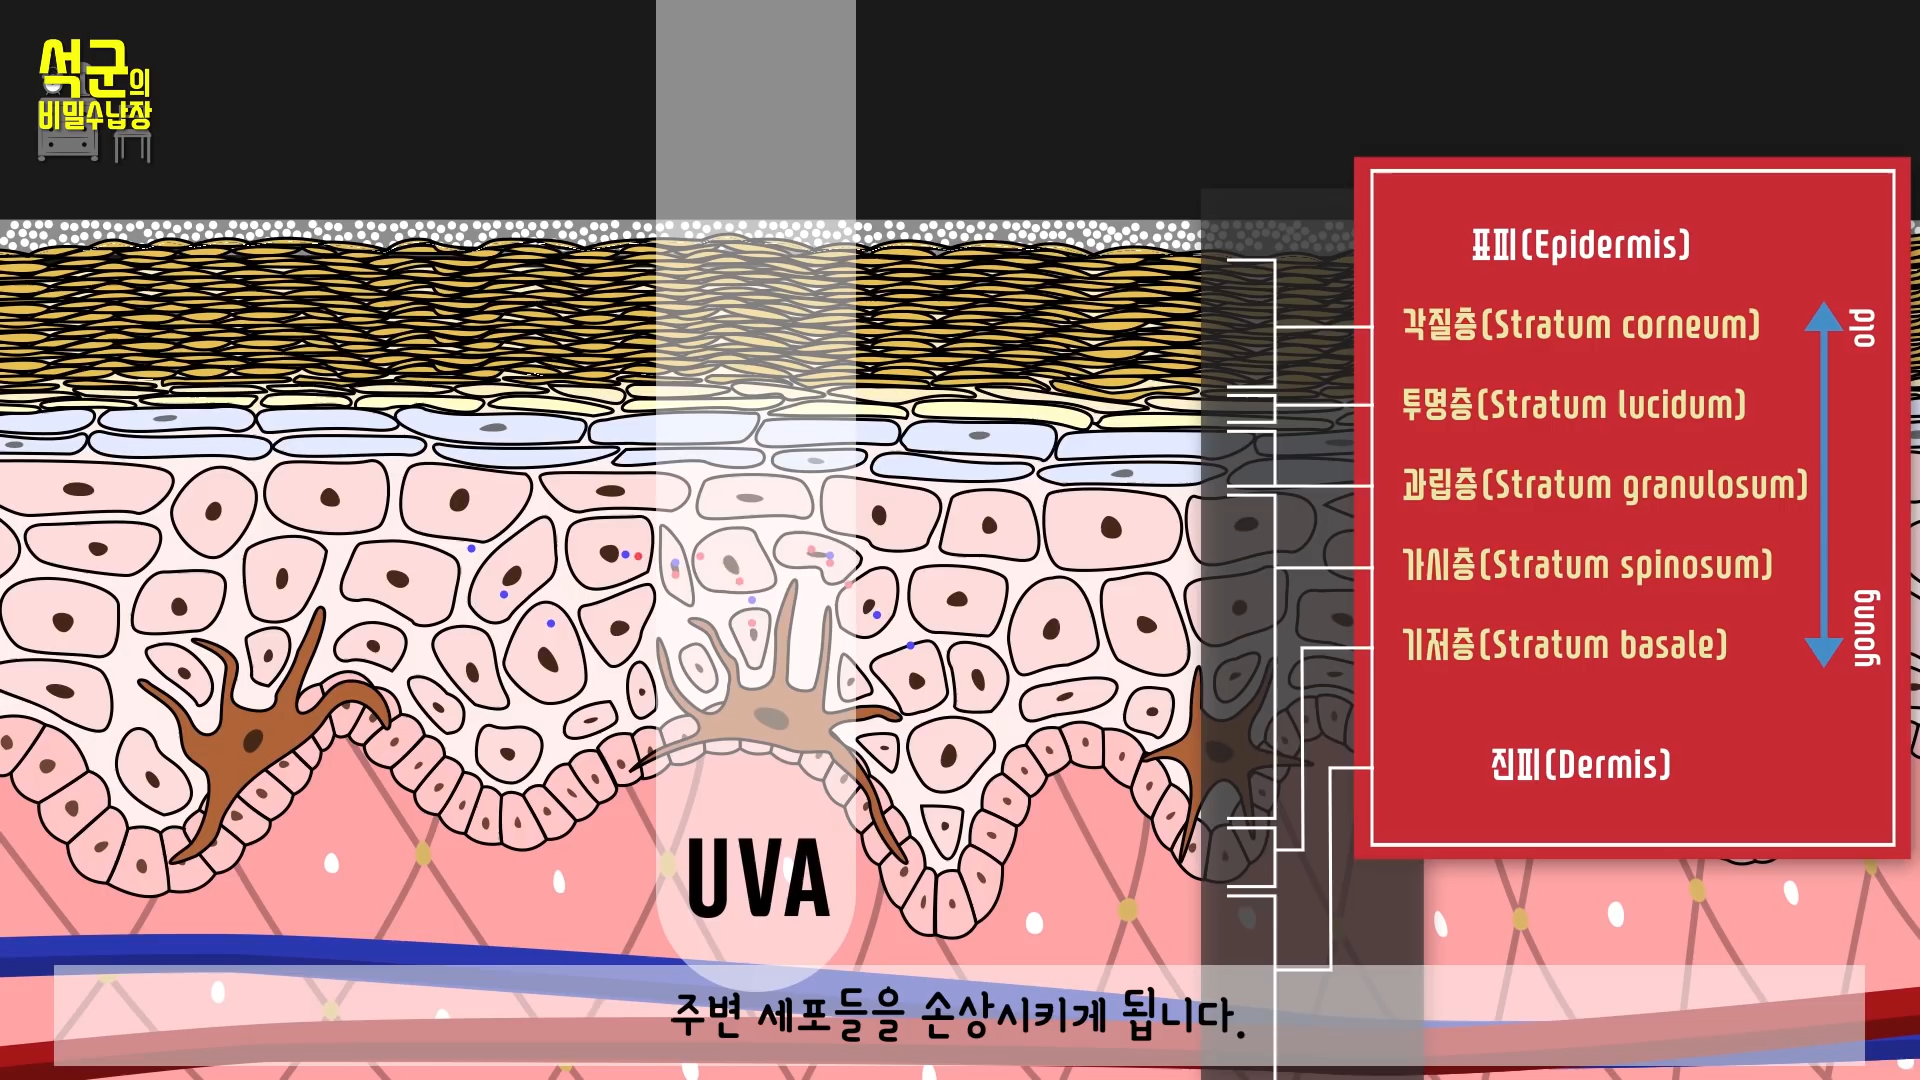 석군의
비밀수납장
표피(Epidermis)
각질층(Stratum corneum)
투명층(Stratum lucidum)
과립층(Stratum granulosum)
가시층(Stratum spinosum)
기저층(Stratum basale)
진피(Dermis)
old
young
UVA
주변 세포들을 손상시키게 됩니다.